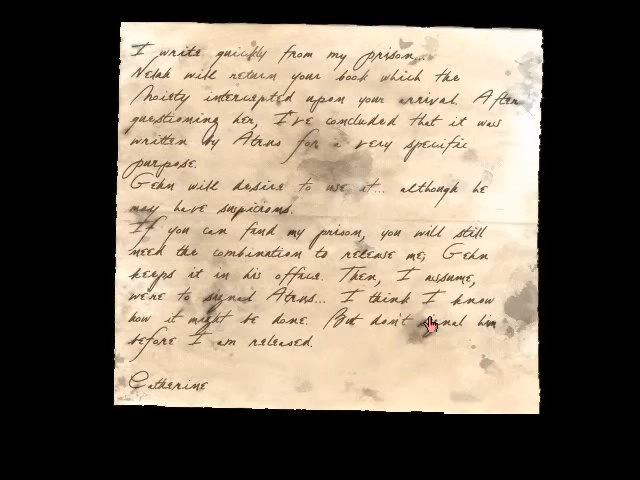 I write quickly from my prison...
Nelah will return your book which the
Moiety intercepted upon your arrival. After
questioning her, I've concluded that it was
written by Atrus for a very specific
purpose.
Gehn will desire to use it... although he
may have suspicions.
If you can find my prison, you will still
need the combination to release me; Gehn
keeps it in his office. Then, I assume,
we're to signal Atrus... I think I know
how it might be done. But don't signal him
before I am released.
Catherine